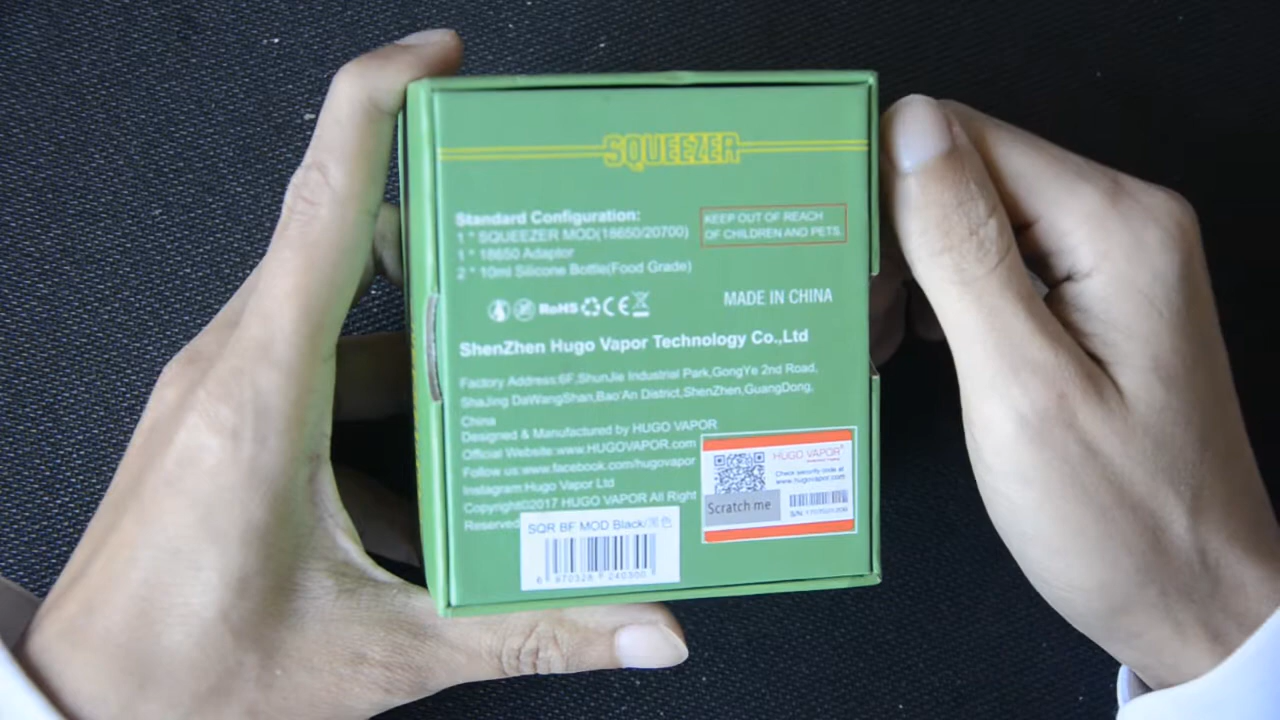 SQUEEZER
Standard Configuration:
1 * SQUEEZER MOD(18650/20700)
1 * 18650 Adaptor
2 * 10ml Silicone Bottle(Food Grade)
KEEP OUT OF REACH
OF CHILDREN AND PETS.
RoHS CE
MADE IN CHINA
ShenZhen Hugo Vapor Technology Co.,Ltd
Factory Address:6F,ShunJie Industrial Park,GongYe 2nd Road,
ShaJing DaWangShan,Bao'An District,ShenZhen,GuangDong,
China
Designed & Manufactured by HUGO VAPOR
Official Website:www.HUGOVAPOR.com
Follow us:www.facebook.com/hugovapor
Instagram:Hugo Vapor Ltd
Copyright©2017 HUGO VAPOR All Right
Reserved
HUGO VAPOR
Check security code at
www.hugovapor.com
Scratch me
S/N:
SQR BF MOD Black/黑色
6 970328 240300